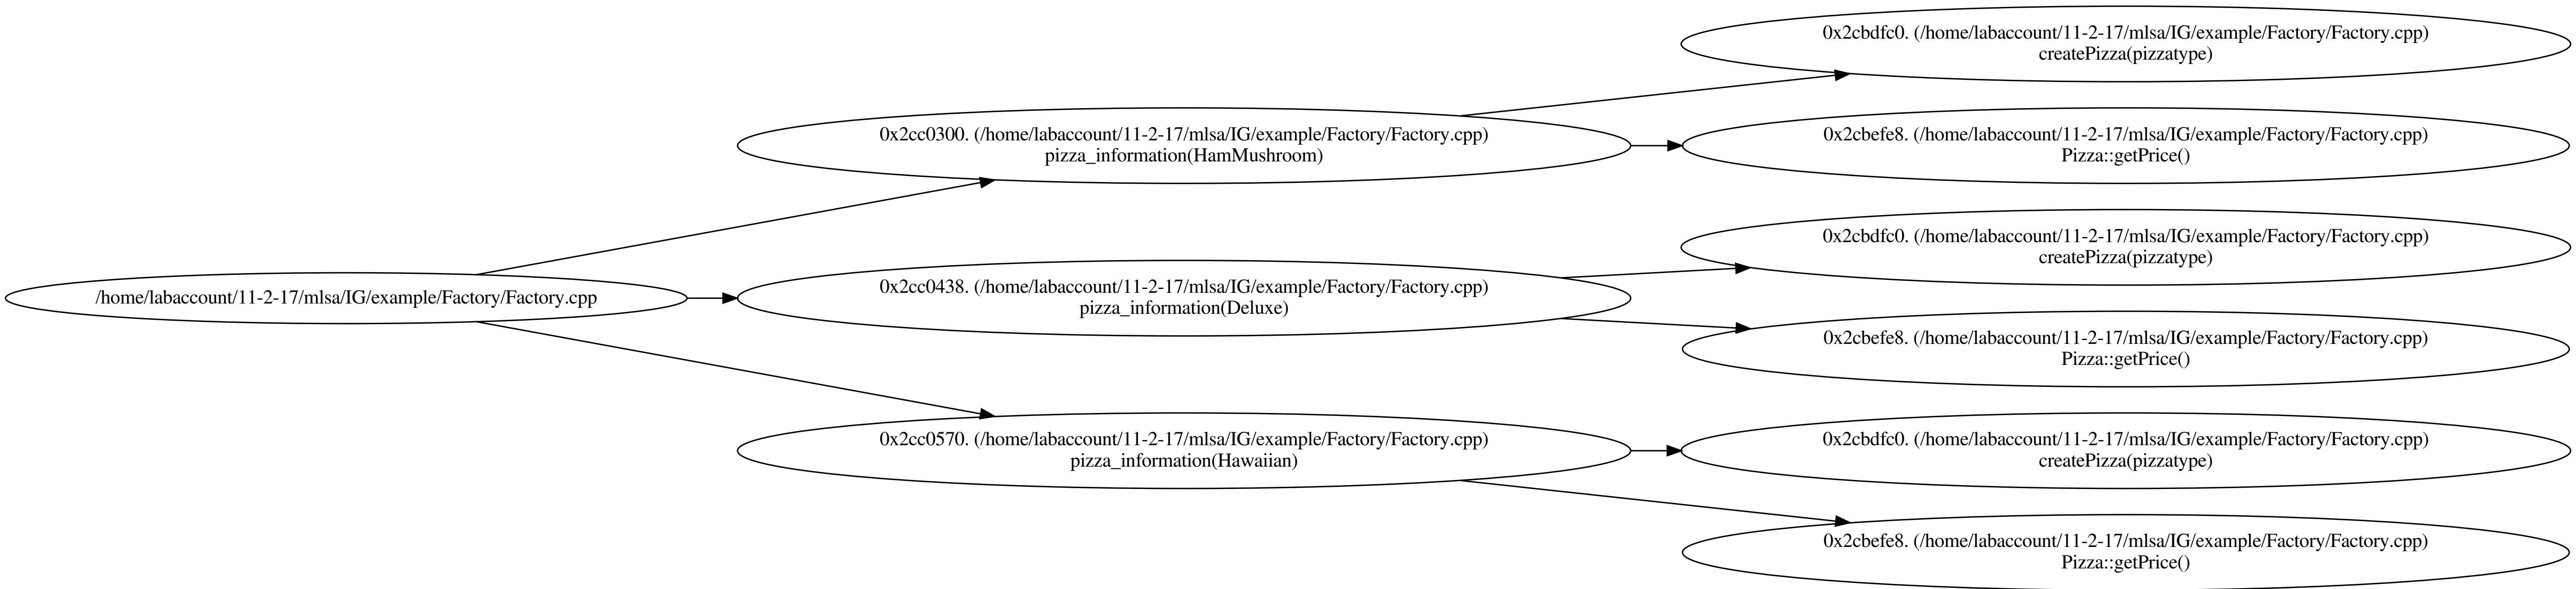 /home/labaccount/11-2-17/mlsa/IG/example/Factory/Factory.cpp
0x2cc0300. (/home/labaccount/11-2-17/mlsa/IG/example/Factory/Factory.cpp)
pizza_information(HamMushroom)
0x2cbdfc0. (/home/labaccount/11-2-17/mlsa/IG/example/Factory/Factory.cpp)
createPizza(pizzatype)
0x2cbefe8. (/home/labaccount/11-2-17/mlsa/IG/example/Factory/Factory.cpp)
Pizza::getPrice()
0x2cc0438. (/home/labaccount/11-2-17/mlsa/IG/example/Factory/Factory.cpp)
pizza_information(Deluxe)
0x2cbdfc0. (/home/labaccount/11-2-17/mlsa/IG/example/Factory/Factory.cpp)
createPizza(pizzatype)
0x2cbefe8. (/home/labaccount/11-2-17/mlsa/IG/example/Factory/Factory.cpp)
Pizza::getPrice()
0x2cc0570. (/home/labaccount/11-2-17/mlsa/IG/example/Factory/Factory.cpp)
pizza_information(Hawaiian)
0x2cbdfc0. (/home/labaccount/11-2-17/mlsa/IG/example/Factory/Factory.cpp)
createPizza(pizzatype)
0x2cbefe8. (/home/labaccount/11-2-17/mlsa/IG/example/Factory/Factory.cpp)
Pizza::getPrice()